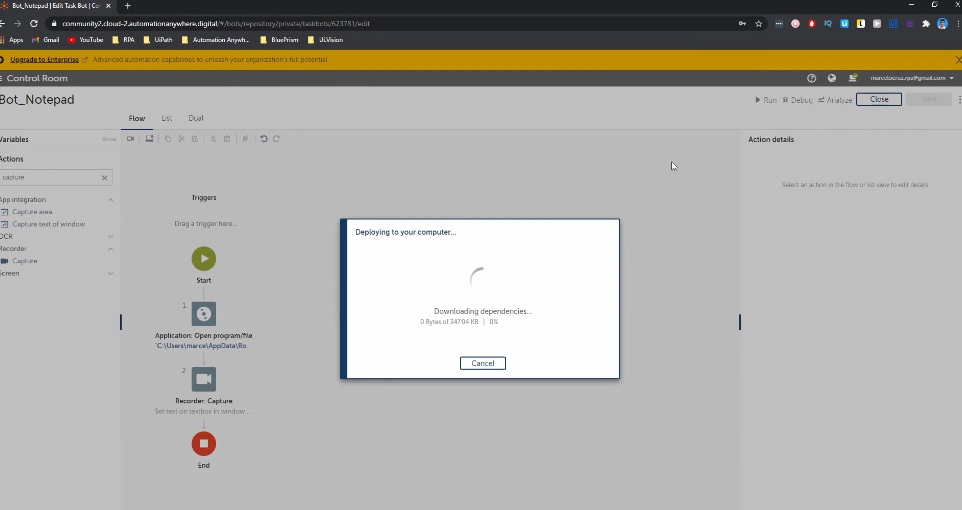 Bot_Notepad | Edit Task Bot | Co
community2.cloud-2.automationanywhere.digital/#/bots/repository/private/taskbots/623781/edit
Apps Gmail YouTube RPA UiPath Automation Anywh... BluePrism Ui.Vision
Upgrade to Enterprise Advanced automation capabilities to unleash your organization's full potential.
Control Room
marcelocruz.rpa@gmail.com
Bot_Notepad
Run Debug Analyze Close Save
Flow List Dual
Variables Show
Action details
Actions
capture
Select an action in the flow or list view to edit details
App integration
Capture area
Capture text of window
OCR
Recorder
Capture
Screen
Triggers
Drag a trigger here...
Start
1.
Application: Open program/file
"C:\Users\marce\AppData\Ro...
2.
Recorder: Capture
Set text on textbox in window...
End
Deploying to your computer...
Downloading dependencies...
0 Bytes of 347.04 KB | 0%
Cancel